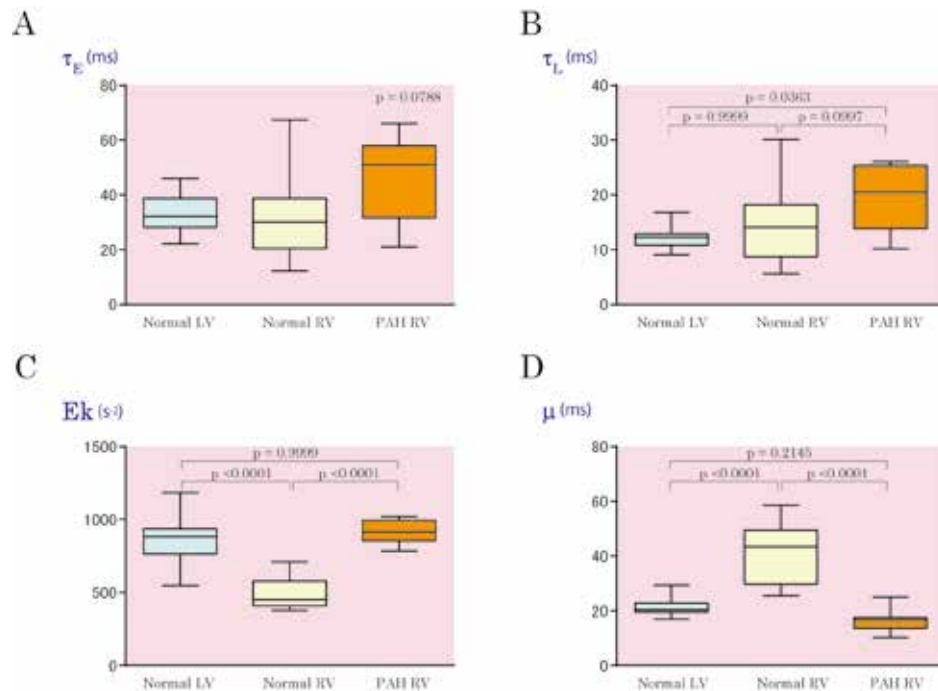 A
τE (ms)
80
60
40
20
0
p = 0.0788
Normal LV
Normal RV
PAH RV
B
τL (ms)
40
30
20
10
0
p = 0.0363
p = 0.9999
p = 0.0997
Normal LV
Normal RV
PAH RV
C
Ek (s-2)
1500
1000
500
0
p = 0.9999
p <0.0001
p <0.0001
Normal LV
Normal RV
PAH RV
D
μ (ms)
80
60
40
20
0
p = 0.2145
p <0.0001
p <0.0001
Normal LV
Normal RV
PAH RV